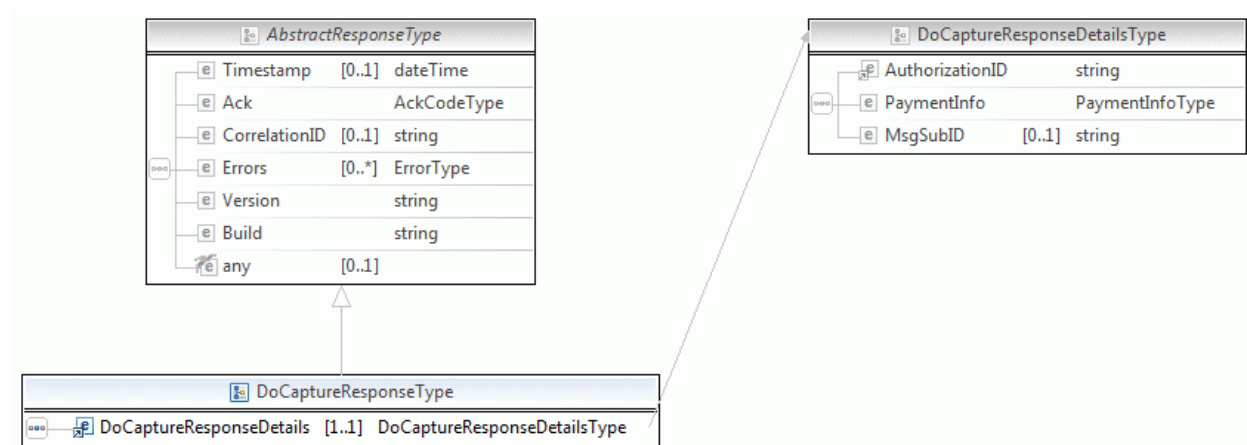 AbstractResponseType
Timestamp [0..1] dateTime
Ack AckCodeType
CorrelationID [0..1] string
Errors [0..*] ErrorType
Version string
Build string
any [0..1]
DoCaptureResponseDetailsType
AuthorizationID string
PaymentInfo PaymentInfoType
MsgSubID [0..1] string
DoCaptureResponseType
DoCaptureResponseDetails [1..1] DoCaptureResponseDetailsType